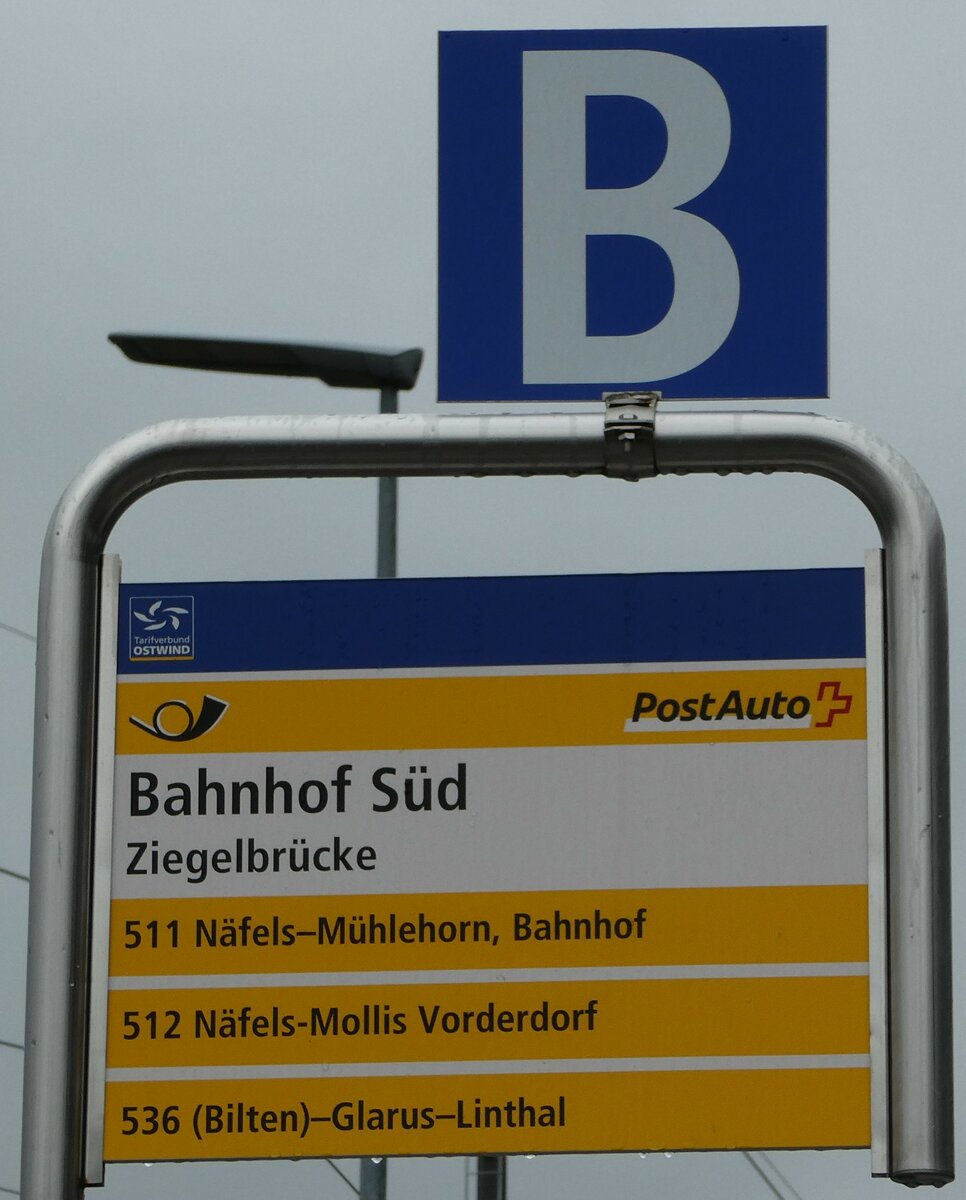 B
Tarifverbund
OSTWIND
PostAuto
Bahnhof Süd
Ziegelbrücke
511 Näfels–Mühlehorn, Bahnhof
512 Näfels-Mollis Vorderdorf
536 (Bilten)–Glarus–Linthal